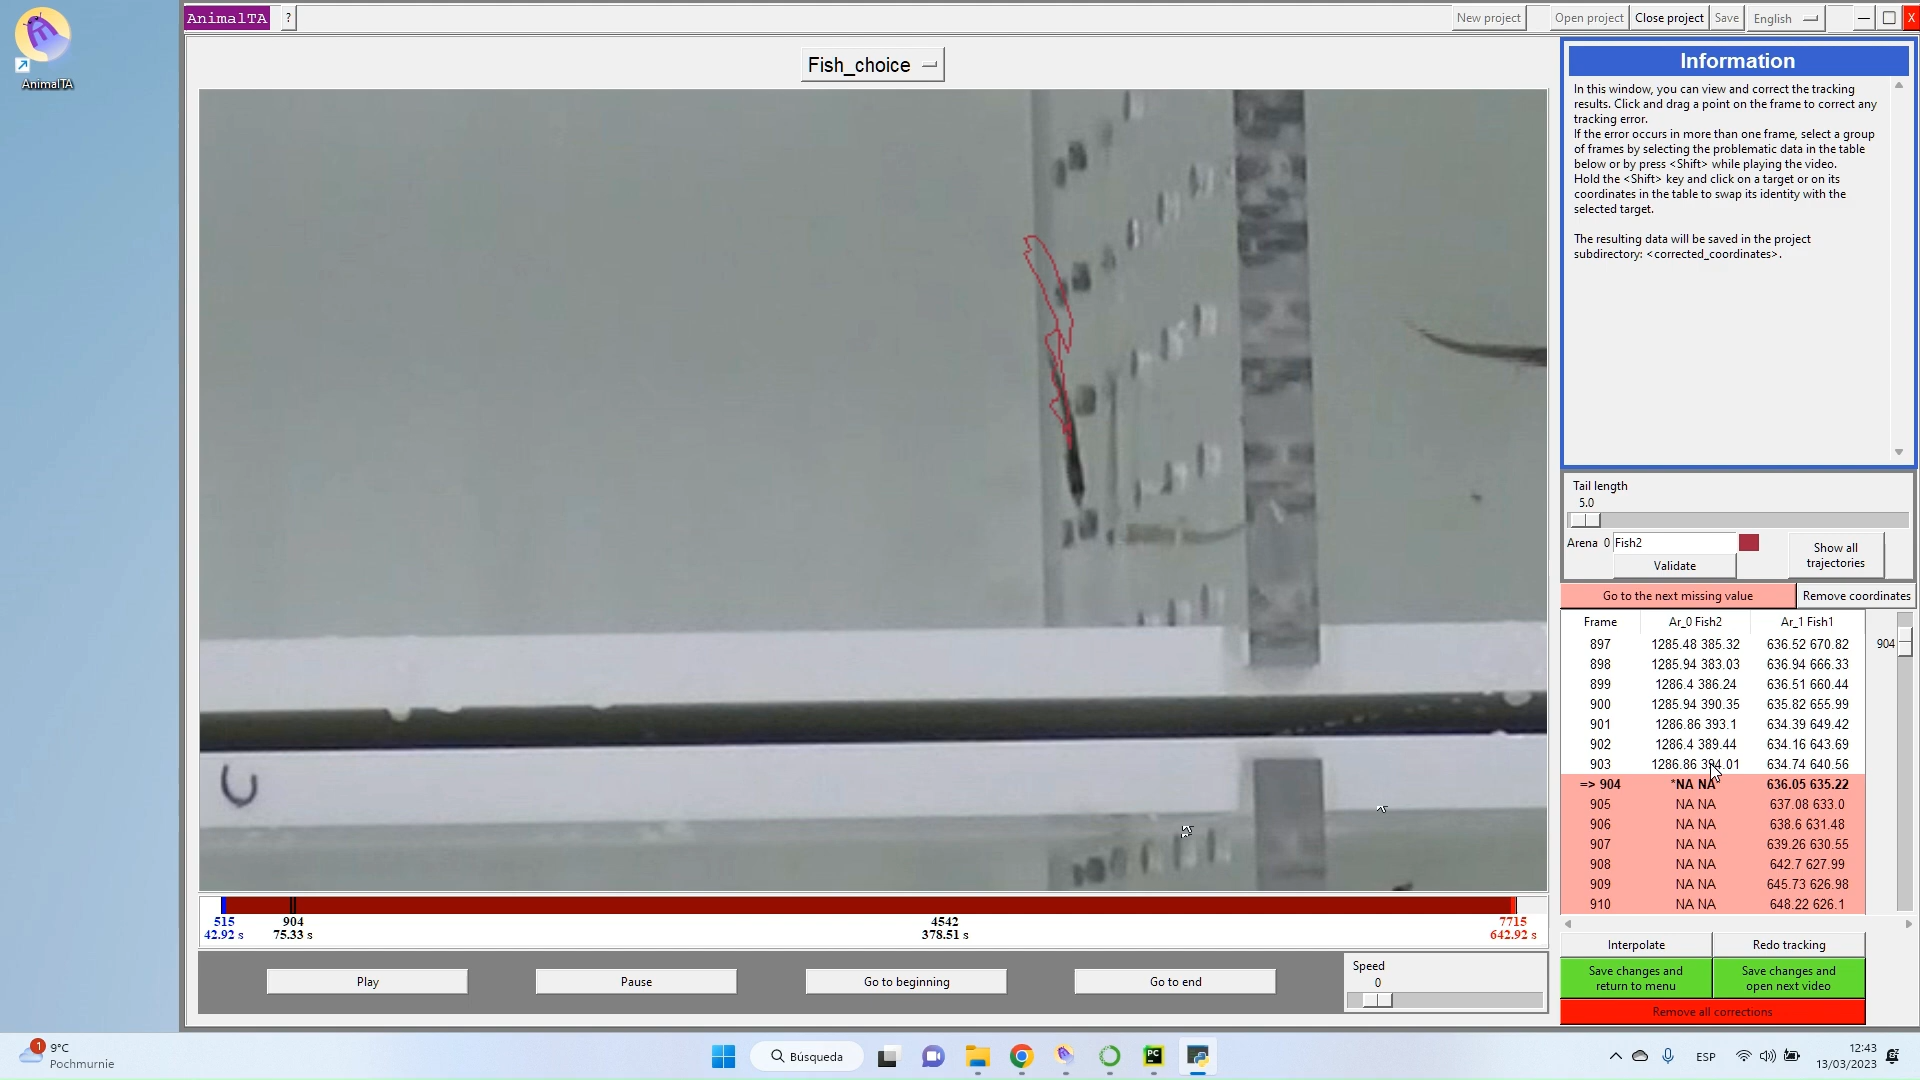 AnimalTA
AnimalTA ? New project Open project Close project Save English X
Fish_choice
Information
In this window, you can view and correct the tracking
results. Click and drag a point on the frame to correct any
tracking error.
If the error occurs in more than one frame, select a group
of frames by selecting the problematic data in the table
below or by press <Shift> while playing the video.
Hold the <Shift> key and click on a target or on its
coordinates in the table to swap its identity with the
selected target.
The resulting data will be saved in the project
subdirectory: <corrected_coordinates>.
Tail length
5.0
Arena 0 Fish2
Validate
Show all
trajectories
Go to the next missing value Remove coordinates
Frame Ar_0 Fish2 Ar_1 Fish1
897 1285.48 385.32 636.52 670.82 904
898 1285.94 383.03 636.94 666.33
899 1286.4 386.24 636.51 660.44
900 1285.94 390.35 635.82 655.99
901 1286.86 393.1 634.39 649.42
902 1286.4 389.44 634.16 643.69
903 1286.86 394.01 634.74 640.56
=> 904 *NA NA 636.05 635.22
905 NA NA 637.08 633.0
906 NA NA 638.6 631.48
907 NA NA 639.26 630.55
908 NA NA 642.7 627.99
909 NA NA 645.73 626.98
910 NA NA 648.22 626.1
515 904 4542 7715
42.92 s 75.33 s 378.51 s 642.92 s
Interpolate Redo tracking
Play Pause Go to beginning Go to end
Speed
0
Save changes and
return to menu
Save changes and
open next video
Remove all corrections
1
9°C
Pochmurnie
Búsqueda
PC
ESP
12:43
13/03/2023